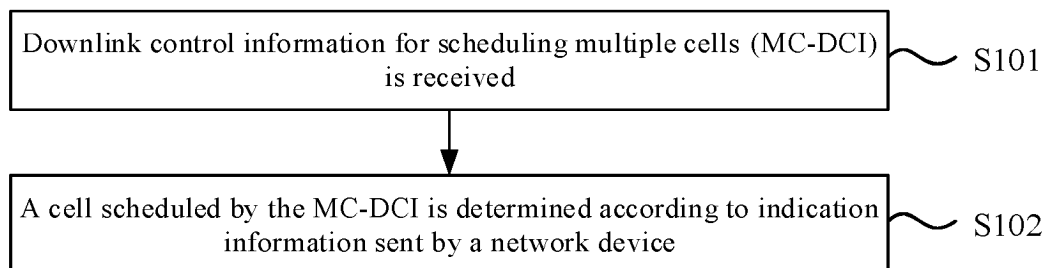 Downlink control information for scheduling multiple cells (MC-DCI)
is received
S101
A cell scheduled by the MC-DCI is determined according to indication
information sent by a network device
S102